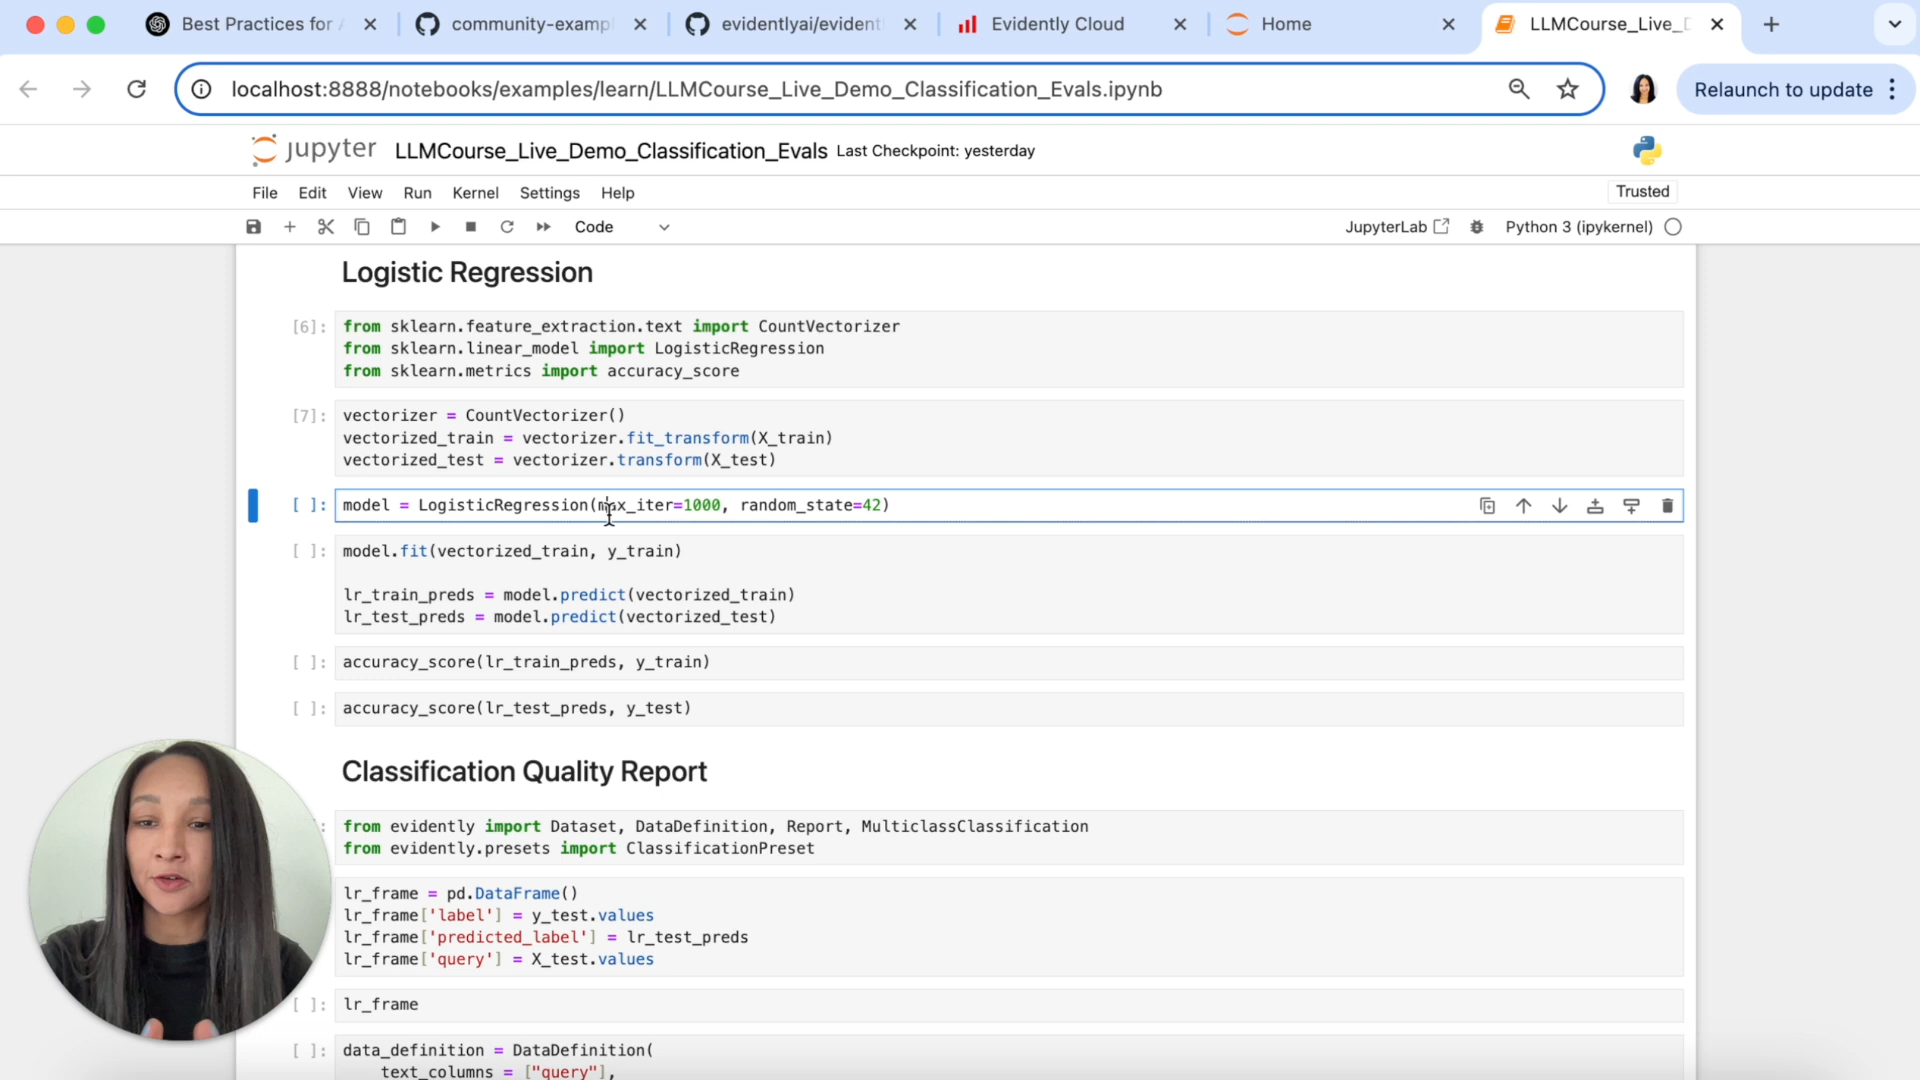 Best Practices for
community-exampl
evidentlyai/evident
Evidently Cloud
Home
LLMCourse_Live_D
localhost:8888/notebooks/examples/learn/LLMCourse_Live_Demo_Classification_Evals.ipynb
Relaunch to update
jupyter
LLMCourse_Live_Demo_Classification_Evals Last Checkpoint: yesterday
File Edit View Run Kernel Settings Help
Trusted
Code
JupyterLab
Python 3 (ipykernel)
Logistic Regression
[6]:
from sklearn.feature_extraction.text import CountVectorizer
from sklearn.linear_model import LogisticRegression
from sklearn.metrics import accuracy_score
[7]:
vectorizer = CountVectorizer()
vectorized_train = vectorizer.fit_transform(X_train)
vectorized_test = vectorizer.transform(X_test)
[ ]:
model = LogisticRegression(max_iter=1000, random_state=42)
[ ]:
model.fit(vectorized_train, y_train)
lr_train_preds = model.predict(vectorized_train)
lr_test_preds = model.predict(vectorized_test)
[ ]:
accuracy_score(lr_train_preds, y_train)
[ ]:
accuracy_score(lr_test_preds, y_test)
Classification Quality Report
from evidently import Dataset, DataDefinition, Report, MulticlassClassification
from evidently.presets import ClassificationPreset
lr_frame = pd.DataFrame()
lr_frame['label'] = y_test.values
lr_frame['predicted_label'] = lr_test_preds
lr_frame['query'] = X_test.values
[ ]:
lr_frame
[ ]:
data_definition = DataDefinition(
text_columns = ["query"],